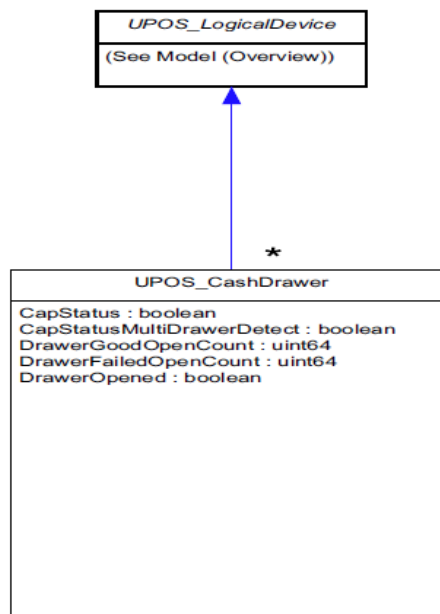 UPOS_LogicalDevice
(See Model (Overview))
*
UPOS_CashDrawer
CapStatus : boolean
CapStatusMultiDrawerDetect : boolean
DrawerGoodOpenCount : uint64
DrawerFailedOpenCount : uint64
DrawerOpened : boolean